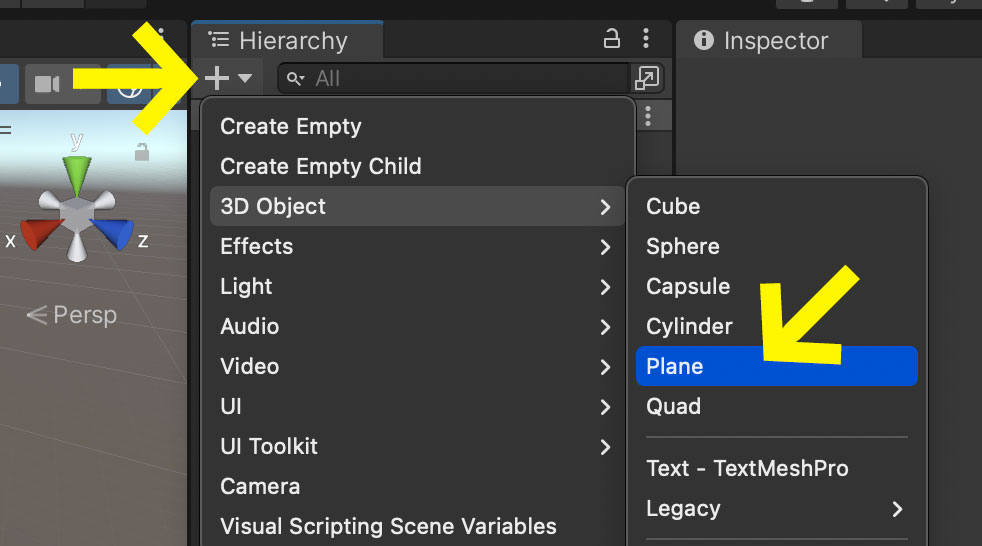 Hierarchy
Inspector
All
Create Empty
Create Empty Child
3D Object
Effects
Light
Audio
Video
UI
UI Toolkit
Camera
Visual Scripting Scene Variables
Cube
Sphere
Capsule
Cylinder
Plane
Quad
Text - TextMeshPro
Legacy
y
x
z
Persp